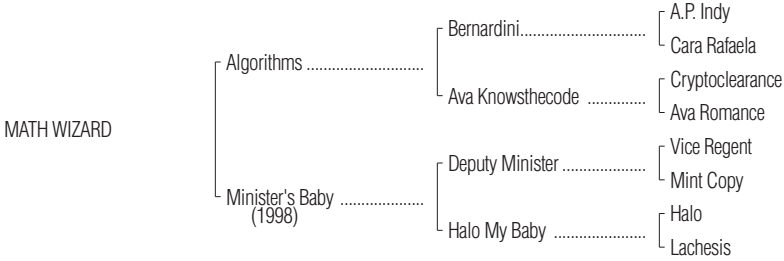 A.P. Indy
Bernardini..............................
Cara Rafaela
Algorithms ............................
Cryptoclearance
Ava Knowsthecode ..............
Ava Romance
MATH WIZARD
Vice Regent
Deputy Minister ....................
Mint Copy
Minister's Baby ....................
(1998)
Halo
Halo My Baby ......................
Lachesis